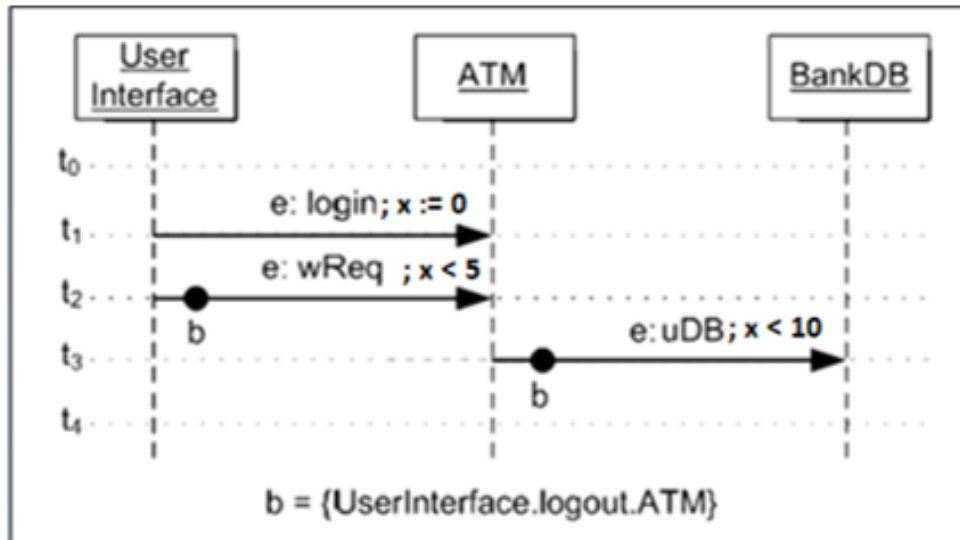 User
Interface
ATM
BankDB
t0
e: login; x := 0
t1
e: wReq ; x < 5
t2
b
e: uDB; x < 10
t3
b
t4
b = {UserInterface.logout.ATM}